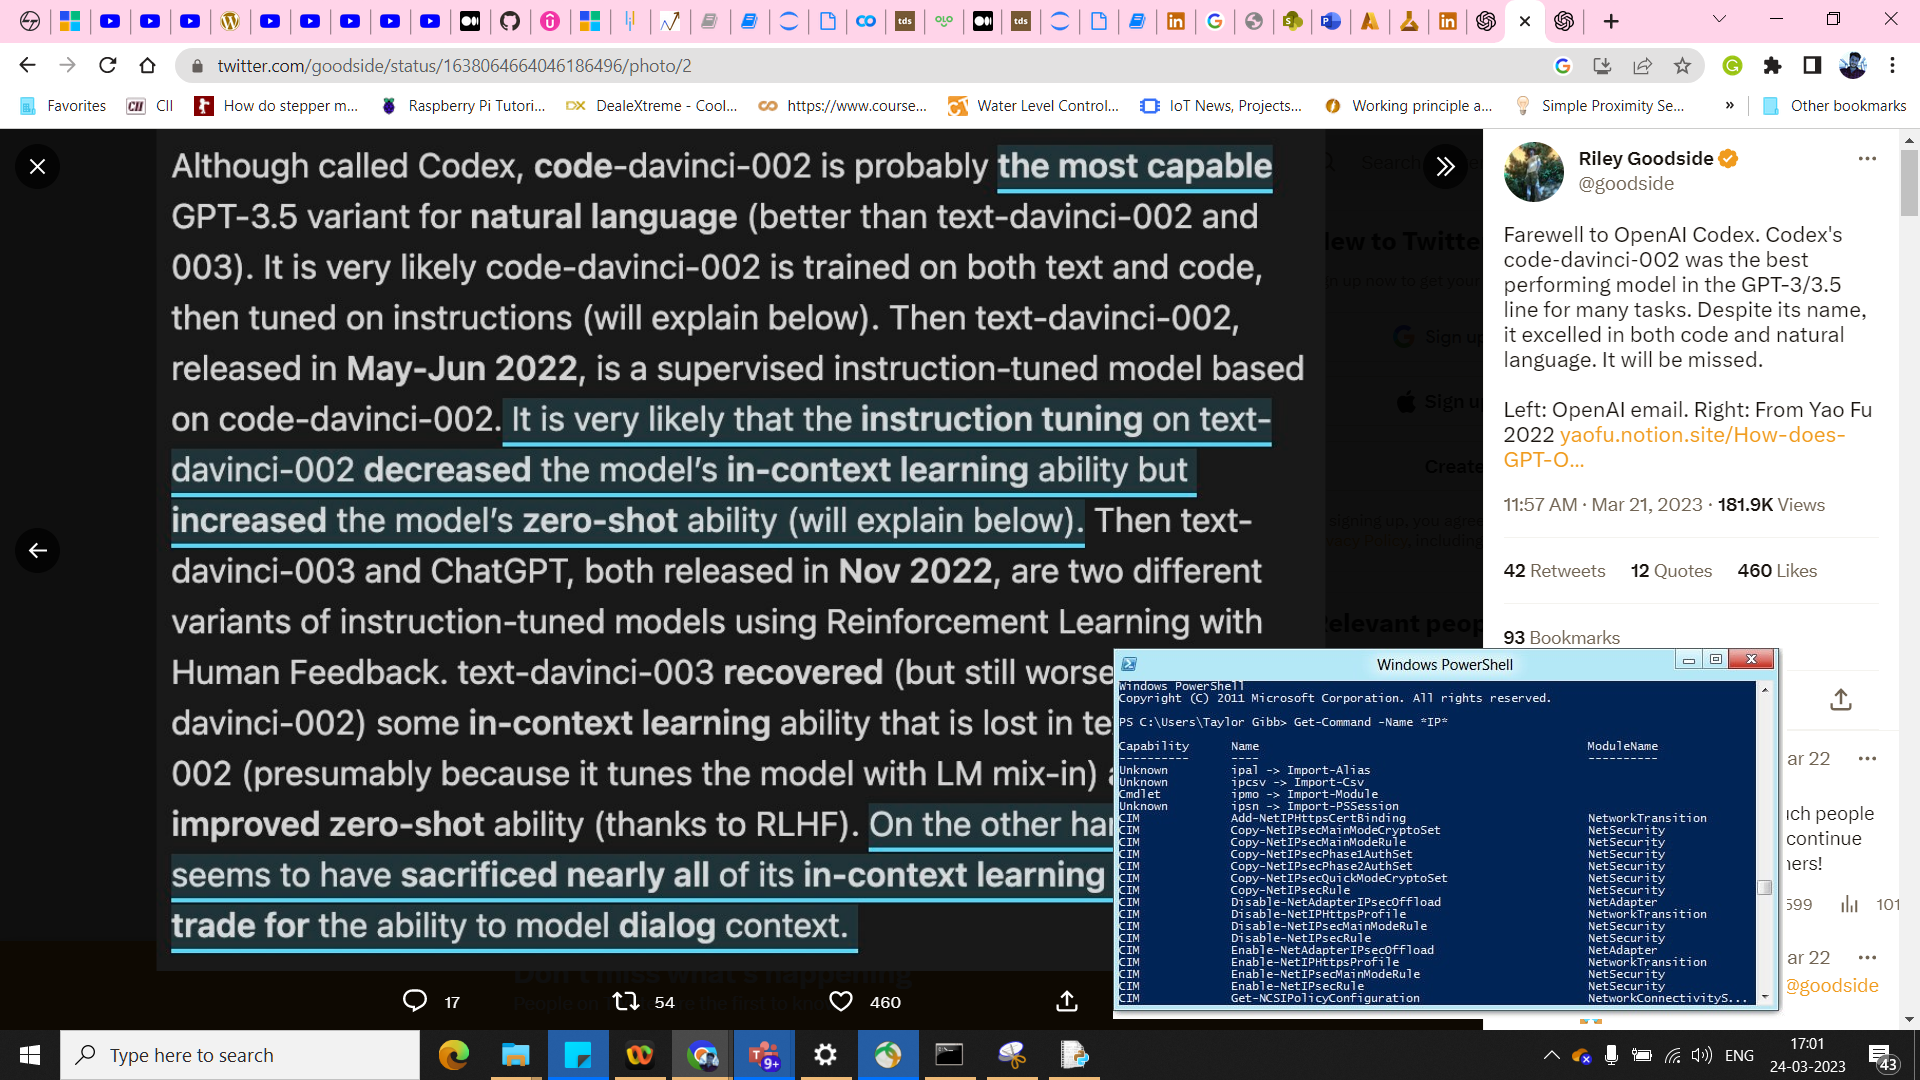 twitter.com/goodside/status/1638064664046186496/photo/2
Favorites
CII
How do stepper m...
Raspberry Pi Tutori...
DealeXtreme - Cool...
https://www.course...
Water Level Control...
IoT News, Projects...
Working principle a...
Simple Proximity Se...
»
Other bookmarks
Although called Codex, code-davinci-002 is probably the most capable
GPT-3.5 variant for natural language (better than text-davinci-002 and
003). It is very likely code-davinci-002 is trained on both text and code,
then tuned on instructions (will explain below). Then text-davinci-002,
released in May-Jun 2022, is a supervised instruction-tuned model based
on code-davinci-002. It is very likely that the instruction tuning on text-
davinci-002 decreased the model's in-context learning ability but
increased the model's zero-shot ability (will explain below). Then text-
davinci-003 and ChatGPT, both released in Nov 2022, are two different
variants of instruction-tuned models using Reinforcement Learning with
Human Feedback. text-davinci-003 recovered (but still worse
davinci-002) some in-context learning ability that is lost in te
002 (presumably because it tunes the model with LM mix-in)
improved zero-shot ability (thanks to RLHF). On the other har
seems to have sacrificed nearly all of its in-context learning
trade for the ability to model dialog context.
Don't miss what's happening
17
54
460
Riley Goodside
@goodside
Farewell to OpenAI Codex. Codex's
code-davinci-002 was the best
performing model in the GPT-3/3.5
line for many tasks. Despite its name,
it excelled in both code and natural
language. It will be missed.
Left: OpenAI email. Right: From Yao Fu
2022 yaofu.notion.site/How-does-
GPT-O...
11:57 AM · Mar 21, 2023 · 181.9K Views
42 Retweets 12 Quotes 460 Likes
93 Bookmarks
ar 22
uch people
continue
ners!
599
101
ar 22
@goodside
Windows PowerShell
Windows PowerShell
Copyright (C) 2011 Microsoft Corporation. All rights reserved.
PS C:\Users\Taylor Gibb> Get-Command -Name *IP*
Capability Name ModuleName
---------- ---- ----------
Unknown ipal -> Import-Alias
Unknown ipcsv -> Import-Csv
Cmdlet ipmo -> Import-Module
Unknown ipsn -> Import-PSSession
CIM Add-NetIPHttpsCertBinding NetworkTransition
CIM Copy-NetIPsecMainModeCryptoSet NetSecurity
CIM Copy-NetIPsecMainModeRule NetSecurity
CIM Copy-NetIPsecPhase1AuthSet NetSecurity
CIM Copy-NetIPsecPhase2AuthSet NetSecurity
CIM Copy-NetIPsecQuickModeCryptoSet NetSecurity
CIM Copy-NetIPsecRule NetSecurity
CIM Disable-NetAdapterIPsecOffload NetAdapter
CIM Disable-NetIPHttpsProfile NetworkTransition
CIM Disable-NetIPsecMainModeRule NetSecurity
CIM Disable-NetIPsecRule NetSecurity
CIM Enable-NetAdapterIPsecOffload NetAdapter
CIM Enable-NetIPHttpsProfile NetworkTransition
CIM Enable-NetIPsecMainModeRule NetSecurity
CIM Enable-NetIPsecRule NetSecurity
CIM Get-NCSIPolicyConfiguration NetworkConnectivityS...
Type here to search
9+
ENG
17:01
24-03-2023
43